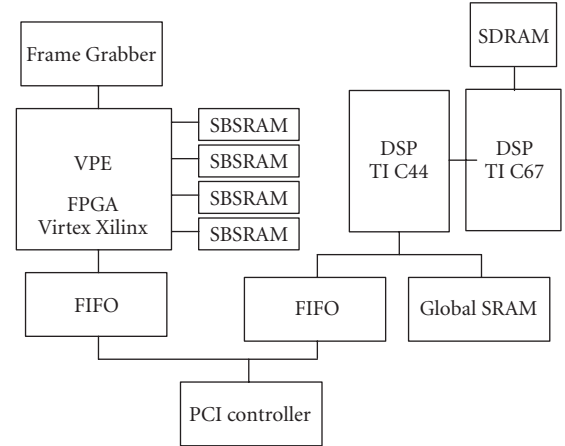 Frame Grabber
SDRAM
VPE
FPGA
Virtex Xilinx
SBSRAM
SBSRAM
SBSRAM
SBSRAM
DSP
TI C44
DSP
TI C67
FIFO
FIFO
Global SRAM
PCI controller